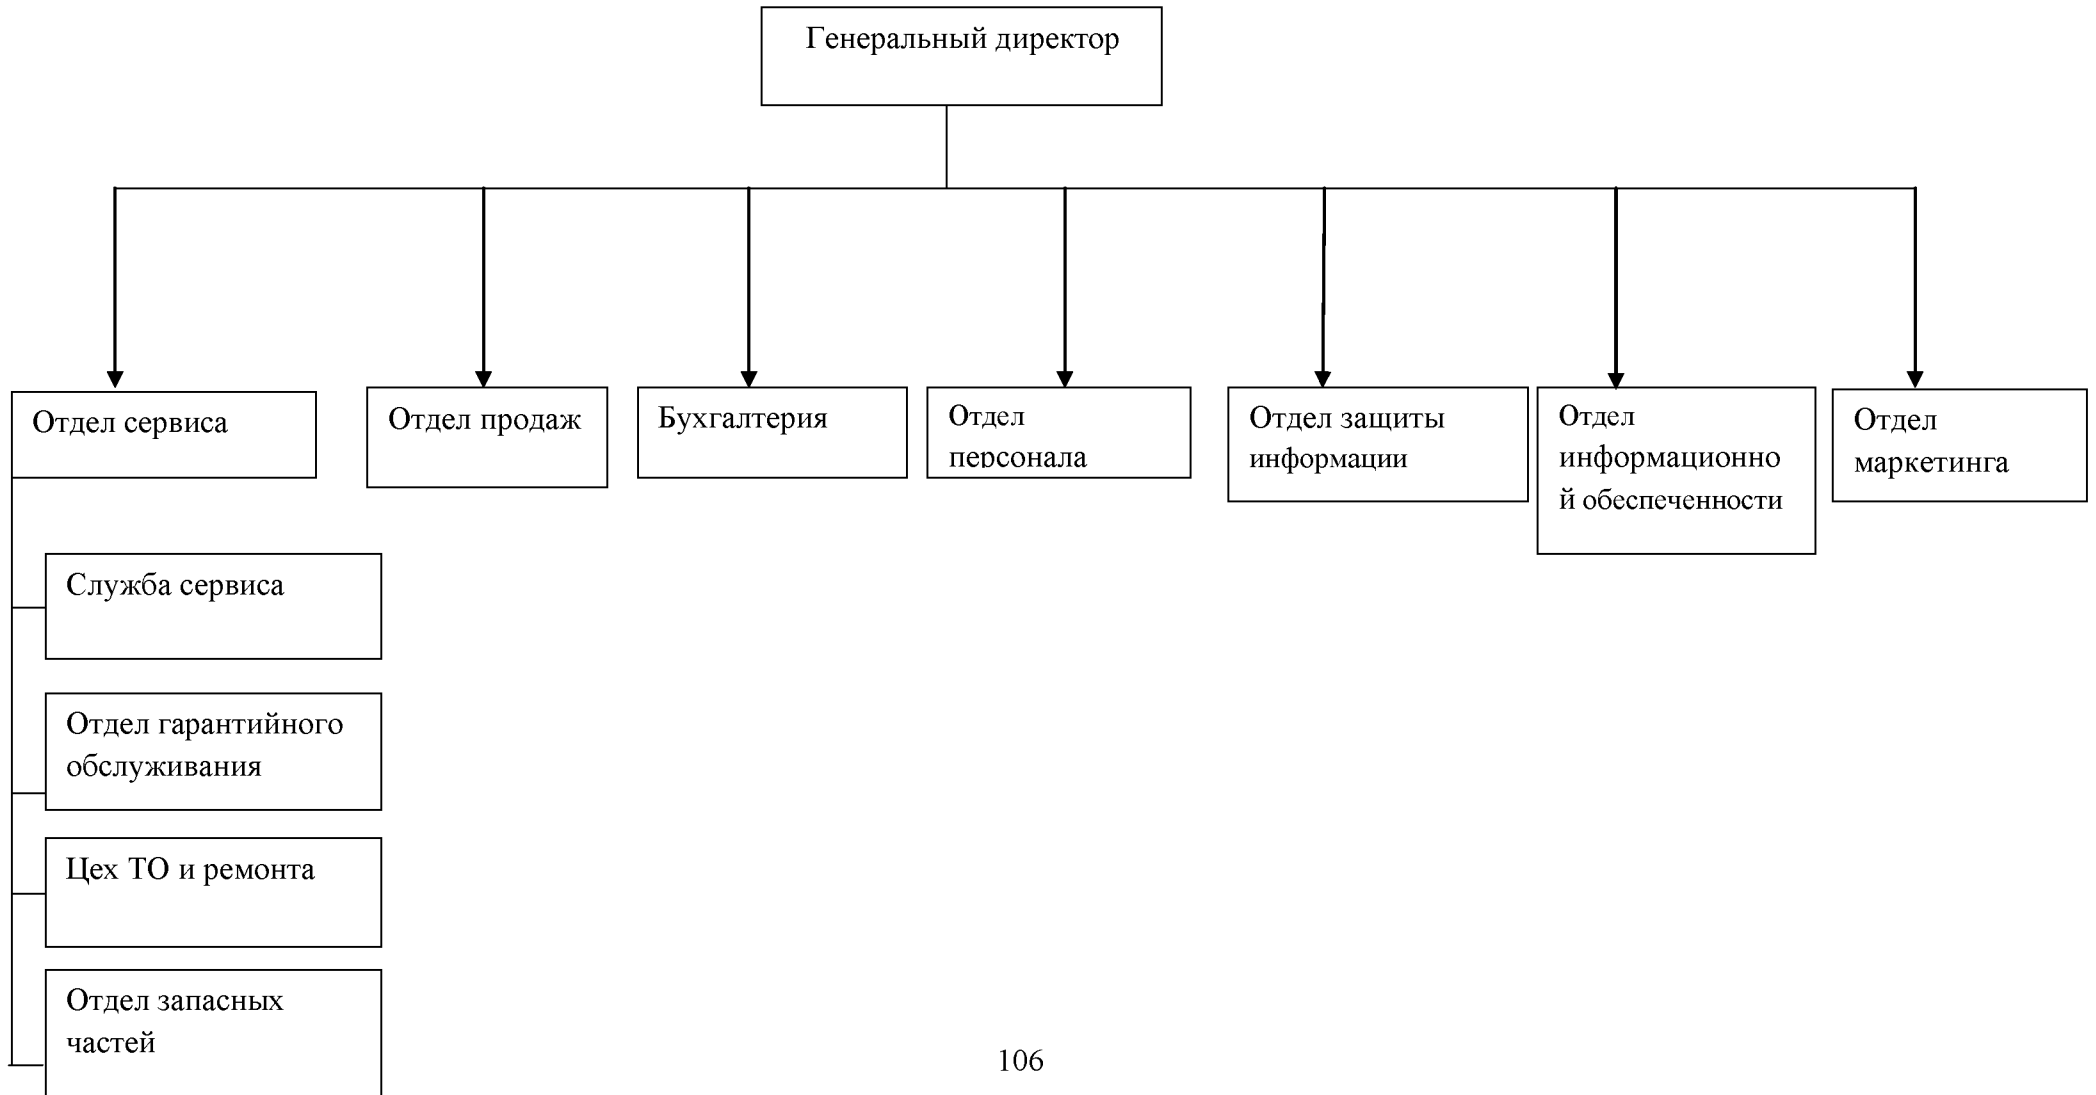 Генеральный директор
Отдел сервиса
Отдел продаж
Бухгалтерия
Отдел
персонала
Отдел защиты
информации
Отдел
информационно
й обеспеченности
Отдел
маркетинга
Служба сервиса
Отдел гарантийного
обслуживания
Цех ТО и ремонта
Отдел запасных
частей
106